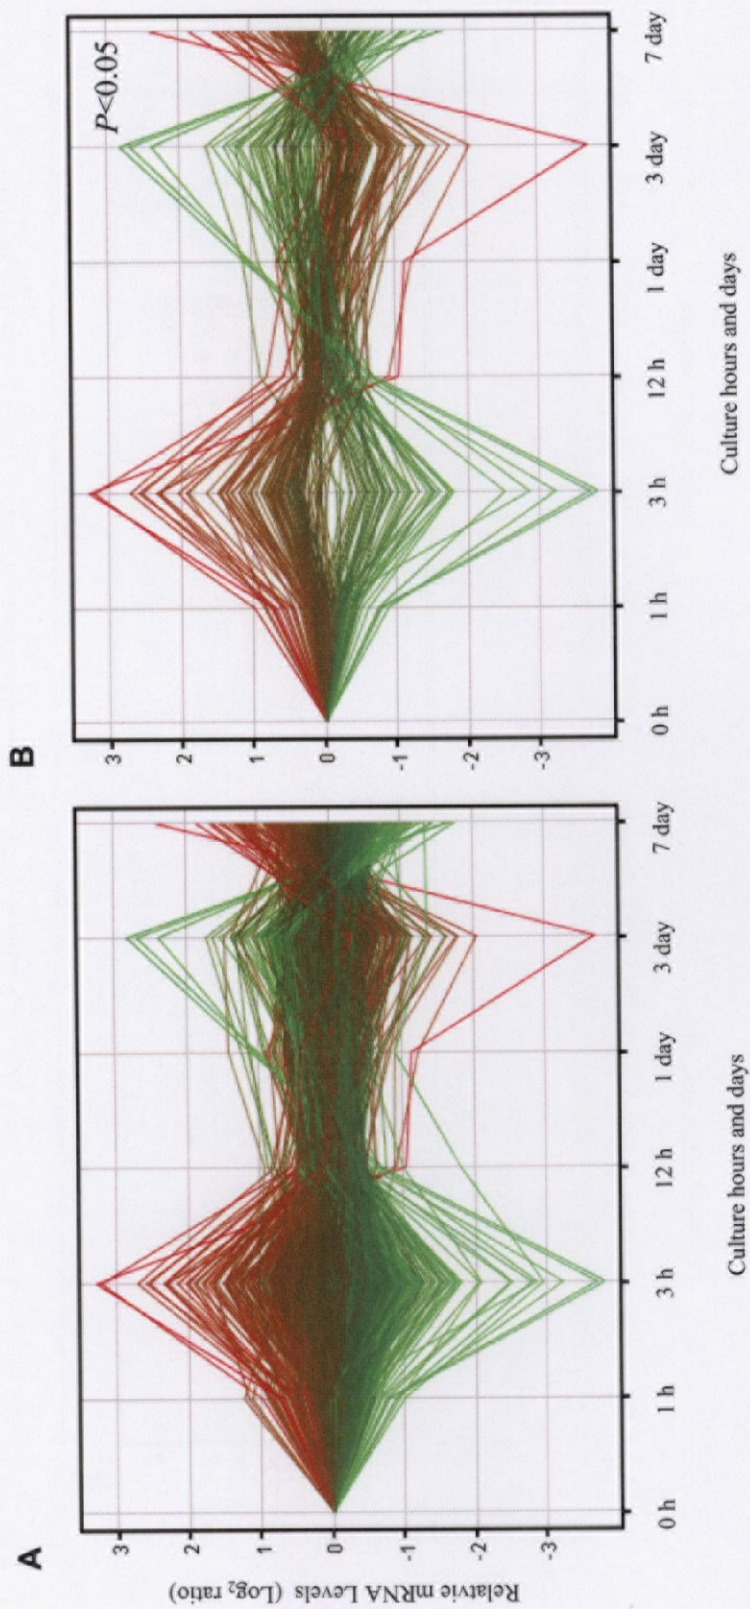 A
Relatvie mRNA Levels (Log2 ratio)
3
2
1
0
-1
-2
-3
0 h
1 h
3 h
12 h
1 day
3 day
7 day
Culture hours and days
B
P<0.05
3
2
1
0
-1
-2
-3
0 h
1 h
3 h
12 h
1 day
3 day
7 day
Culture hours and days